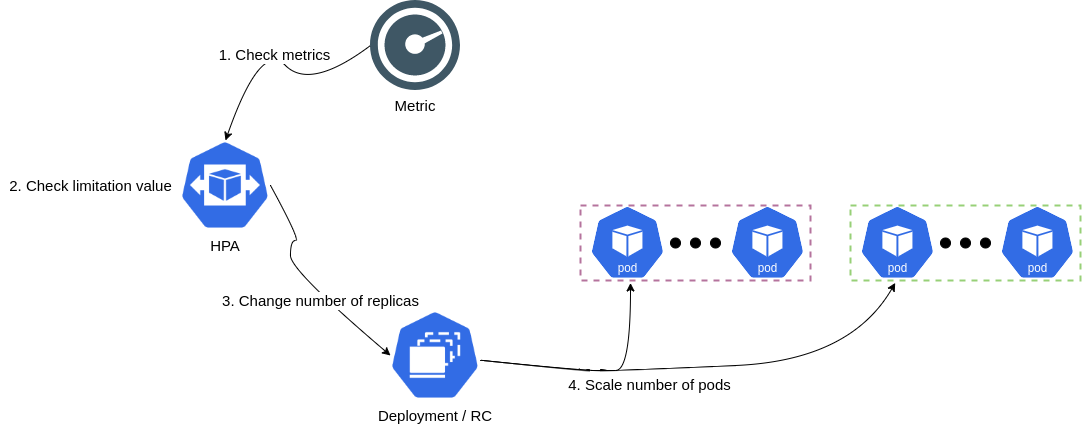 1. Check metrics
Metric
2. Check limitation value
HPA
pod
pod
pod
pod
3. Change number of replicas
4. Scale number of pods
Deployment / RC